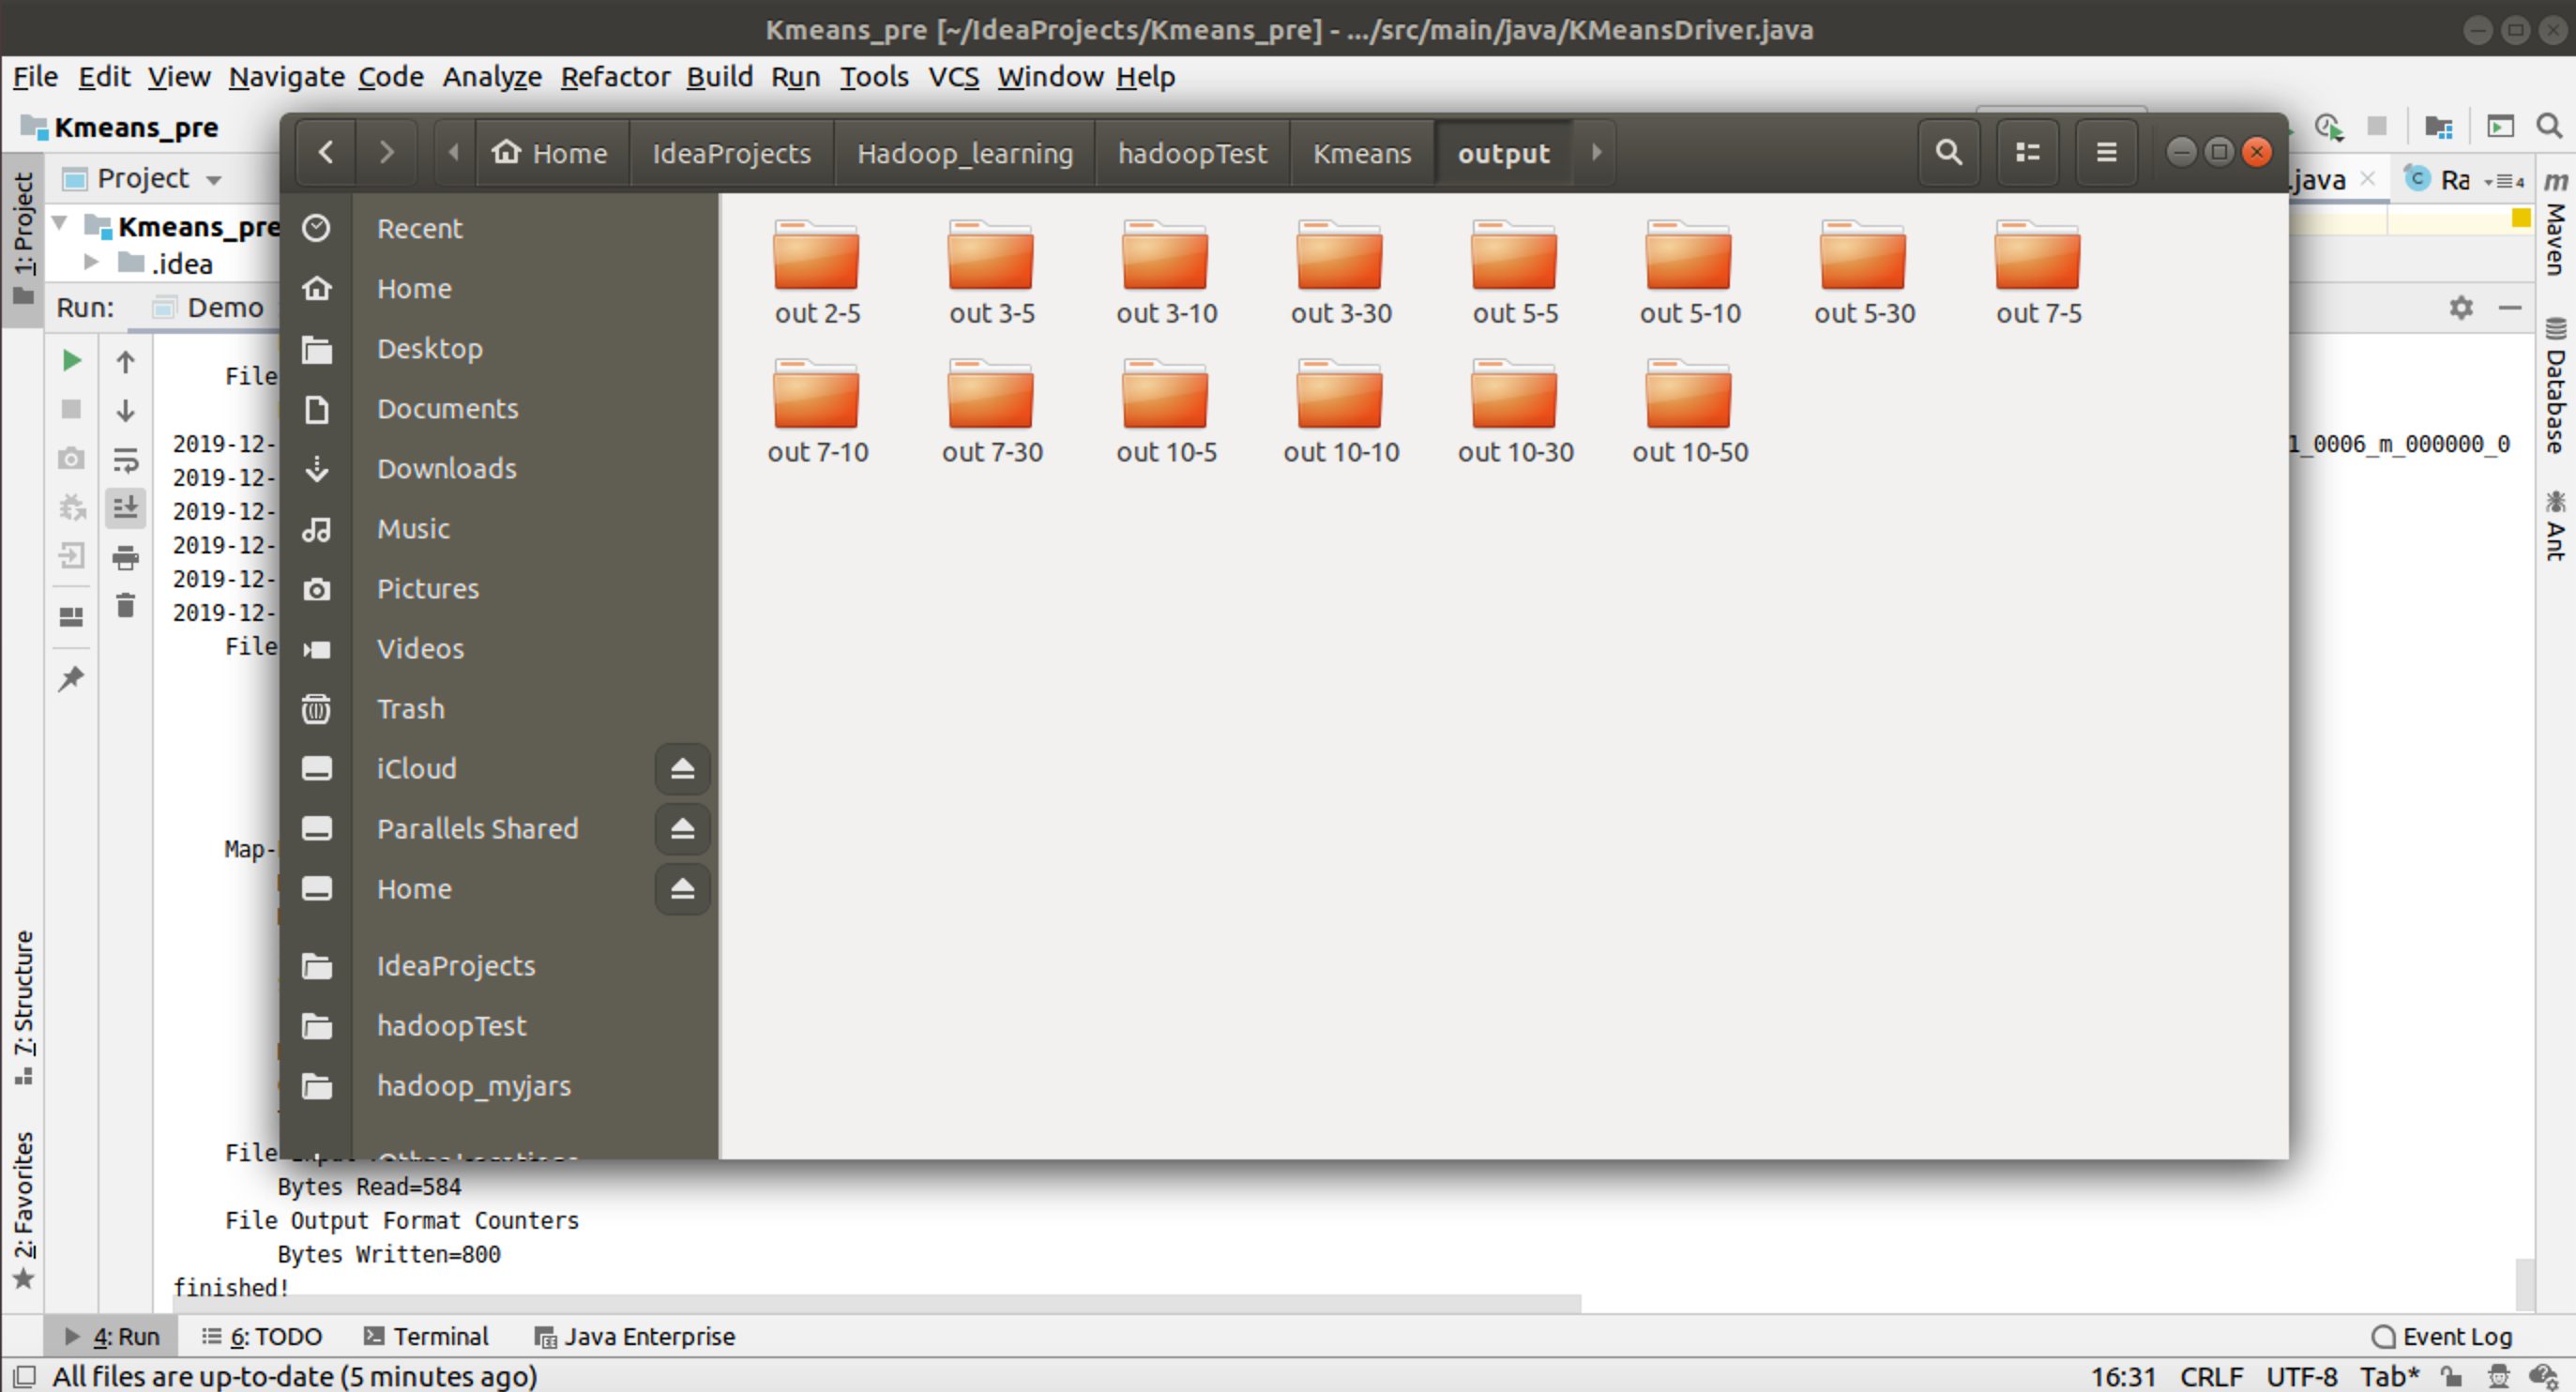 Kmeans_pre [~/IdeaProjects/Kmeans_pre] - .../src/main/java/KMeansDriver.java
File Edit View Navigate Code Analyze Refactor Build Run Tools VCS Window Help
Kmeans_pre
Home IdeaProjects Hadoop_learning hadoopTest Kmeans output
1: Project
Project
.java
Ra
4
Kmeans_pre
.idea
Run: Demo
Recent
Home
Desktop
Documents
Downloads
Music
Pictures
Videos
Trash
iCloud
Parallels Shared
Home
IdeaProjects
hadoopTest
hadoop_myjars
out 2-5 out 3-5 out 3-10 out 3-30 out 5-5 out 5-10 out 5-30 out 7-5
out 7-10 out 7-30 out 10-5 out 10-10 out 10-30 out 10-50
File
2019-12-
1_0006_m_000000_0
2019-12-
2019-12-
2019-12-
2019-12-
2019-12-
File
Map-
File
Bytes Read=584
File Output Format Counters
Bytes Written=800
finished!
m
Maven
Database
Ant
7: Structure
2: Favorites
4: Run 6: TODO Terminal Java Enterprise Event Log
All files are up-to-date (5 minutes ago) 16:31 CRLF UTF-8 Tab*